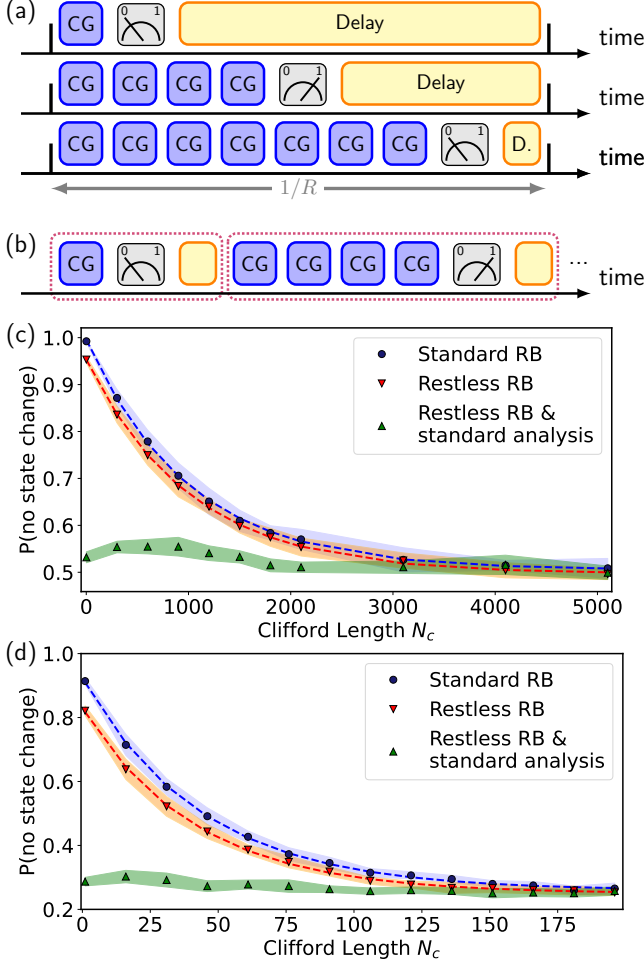 (a)
CG 0 1 Delay time
CG CG CG CG 0 1 Delay time
CG CG CG CG CG CG CG 0 1 D. time
1/R
(b)
CG 0 1 CG CG CG CG 0 1 ... time
(c)
P(no state change)
1.0
0.9
0.8
0.7
0.6
0.5
Standard RB
Restless RB
Restless RB &
standard analysis
0 1000 2000 3000 4000 5000
Clifford Length N_c
(d)
P(no state change)
1.0
0.8
0.6
0.4
0.2
Standard RB
Restless RB
Restless RB &
standard analysis
0 25 50 75 100 125 150 175
Clifford Length N_c